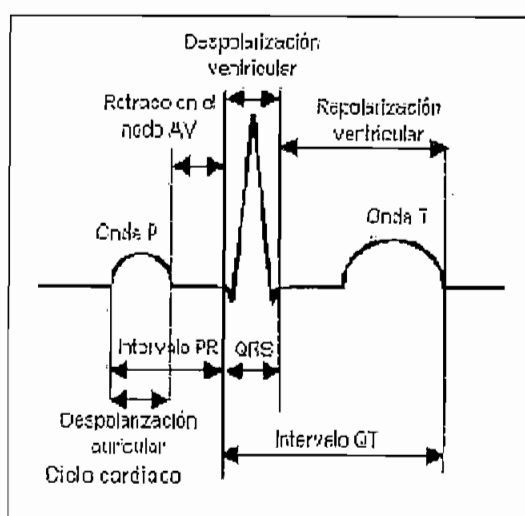 Despolarización
ventricular
Retraso en el
nodo AV
Repolarización
ventricular
Onda P
Onda T
Intervalo PR
QRS
Despolarización
auricular
Intervalo QT
Ciclo cardíaco